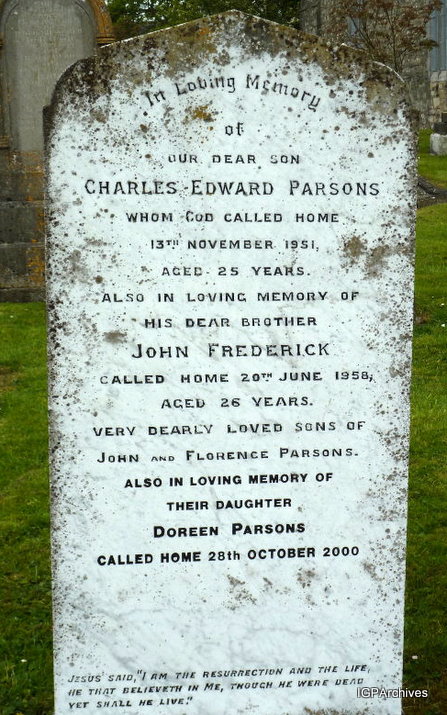 In Loving Memory
of
OUR DEAR SON
CHARLES EDWARD PARSONS
WHOM GOD CALLED HOME
13TH NOVEMBER 1951,
AGED 25 YEARS.
ALSO IN LOVING MEMORY OF
HIS DEAR BROTHER
JOHN FREDERICK
CALLED HOME 20TH JUNE 1958,
AGED 26 YEARS.
VERY DEARLY LOVED SONS OF
JOHN AND FLORENCE PARSONS.
ALSO IN LOVING MEMORY OF
THEIR DAUGHTER
DOREEN PARSONS
CALLED HOME 28th OCTOBER 2000
JESUS SAID, "I AM THE RESURRECTION AND THE LIFE,
HE THAT BELIEVETH IN ME, THOUGH HE WERE DEAD
YET SHALL HE LIVE."
IGPArchives